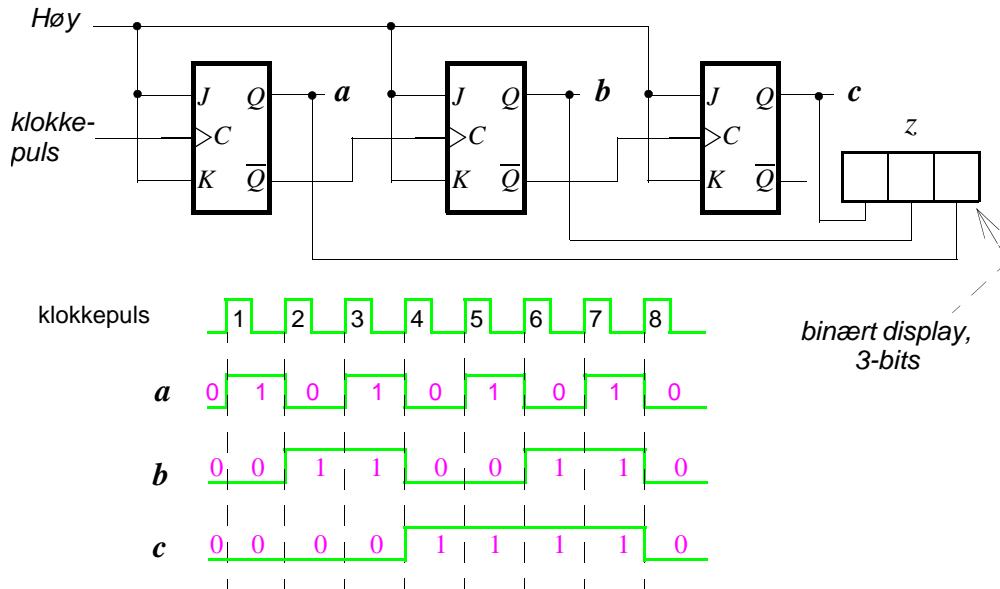 Høy
J Q a J Q b J Q c
klokke-
puls
C C C
z
K Q K Q K Q
klokkepuls 1 2 3 4 5 6 7 8
binært display,
3-bits
a 0 1 0 1 0 1 0 1 0
b 0 0 1 1 0 0 1 1 0
c 0 0 0 0 1 1 1 1 0